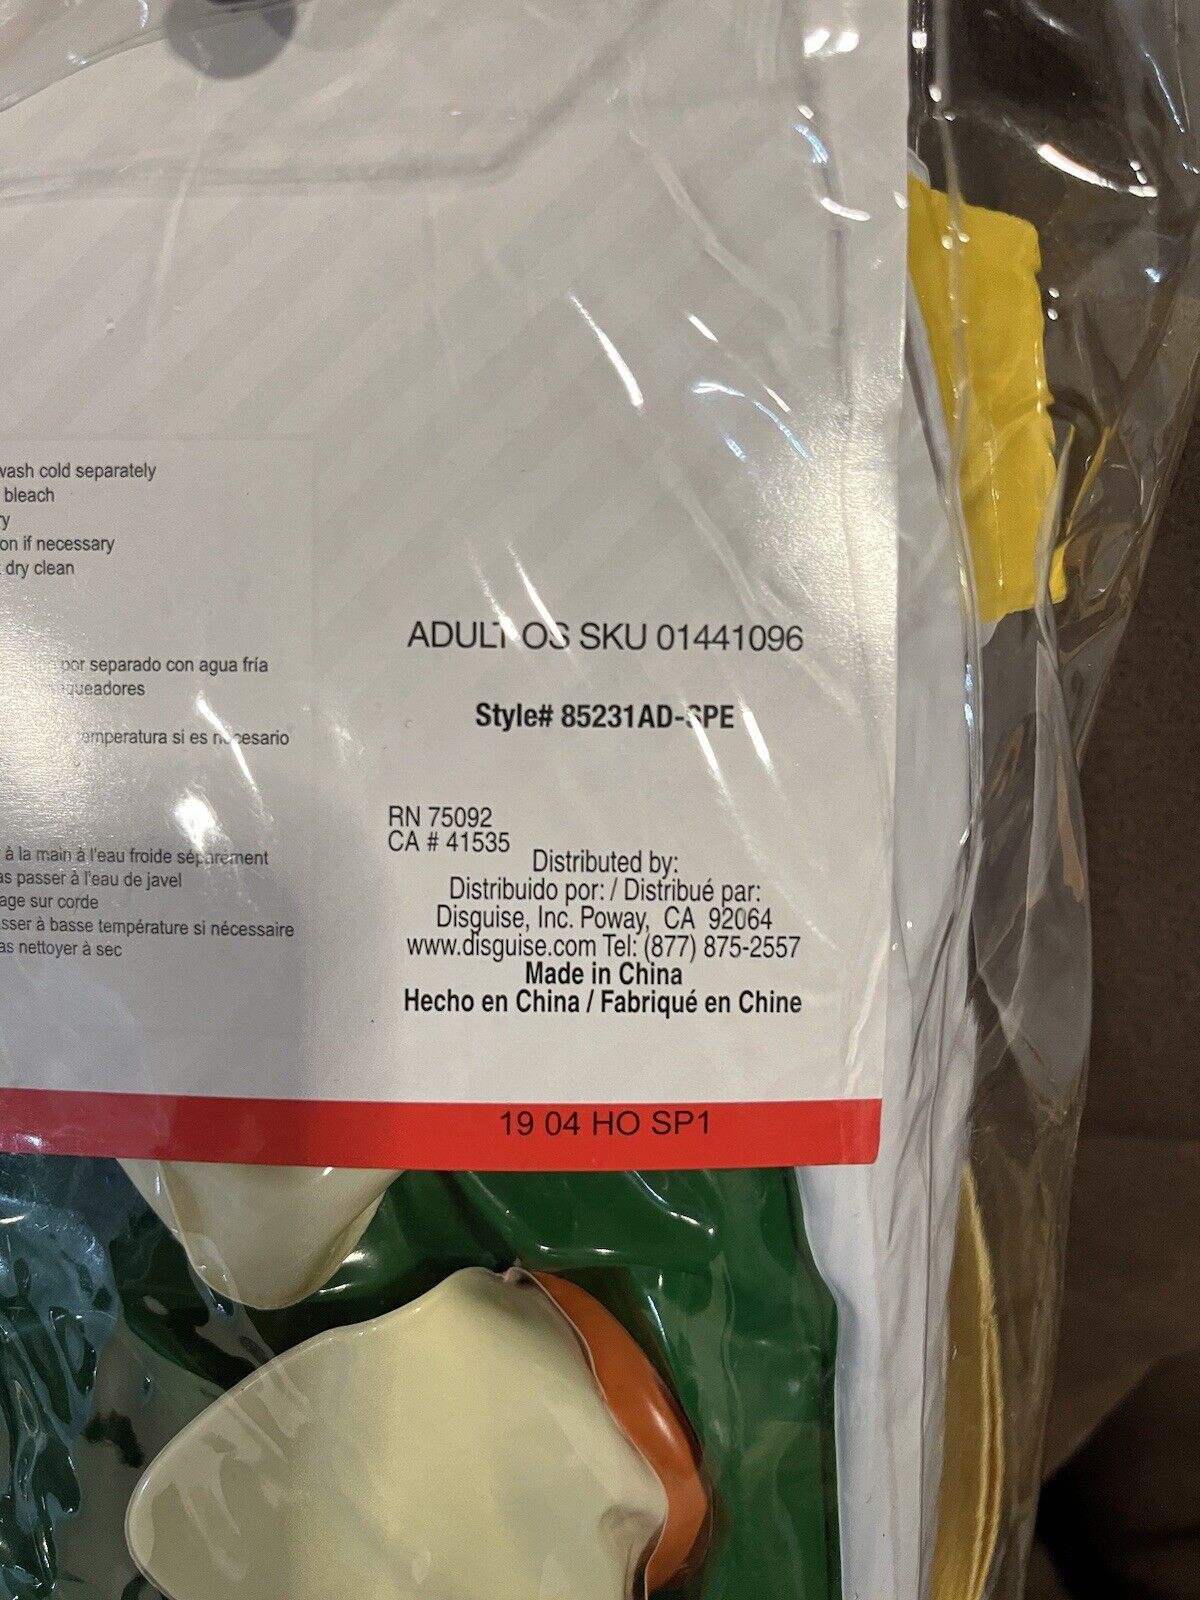 wash cold separately
bleach
ry
on if necessary
dry clean
por separado con agua fría
queadores
temperatura si es necesario
à la main à l'eau froide séparément
as passer à l'eau de javel
age sur corde
sser à basse température si nécessaire
as nettoyer à sec
ADULT OS SKU 01441096
Style# 85231AD-SPE
RN 75092
CA # 41535
Distributed by:
Distribuido por: / Distribué par:
Disguise, Inc. Poway, CA 92064
www.disguise.com Tel: (877) 875-2557
Made in China
Hecho en China / Fabriqué en Chine
19 04 HO SP1